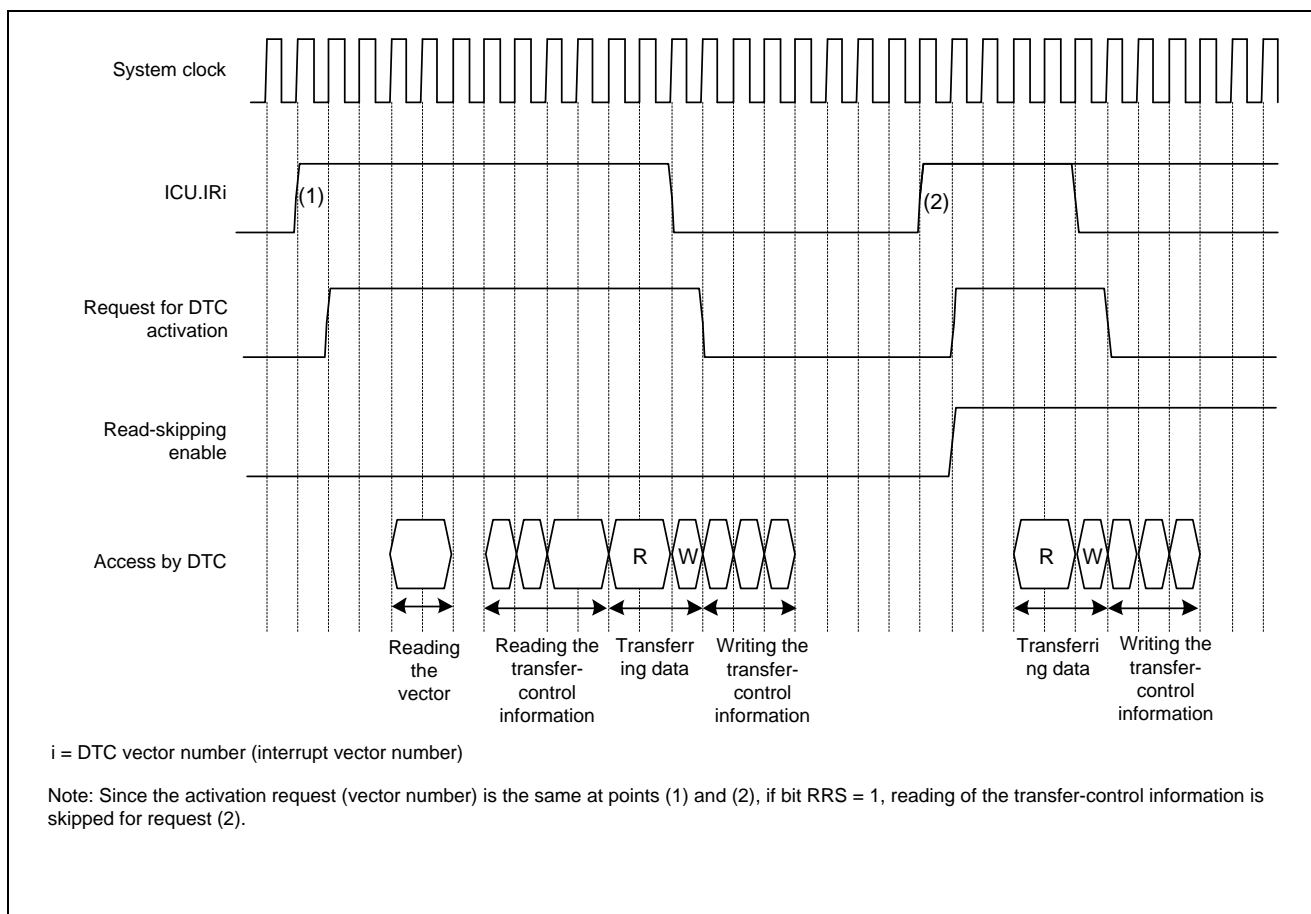 System clock
ICU.IRi
(1)
(2)
Request for DTC
activation
Read-skipping
enable
Access by DTC
R
W
R
W
Reading
the
vector
Reading the
transfer-
control
information
Transferr
ing data
Writing the
transfer-
control
information
Transferri
ng data
Writing the
transfer-
control
information
i = DTC vector number (interrupt vector number)
Note: Since the activation request (vector number) is the same at points (1) and (2), if bit RRS = 1, reading of the transfer-control information is
skipped for request (2).